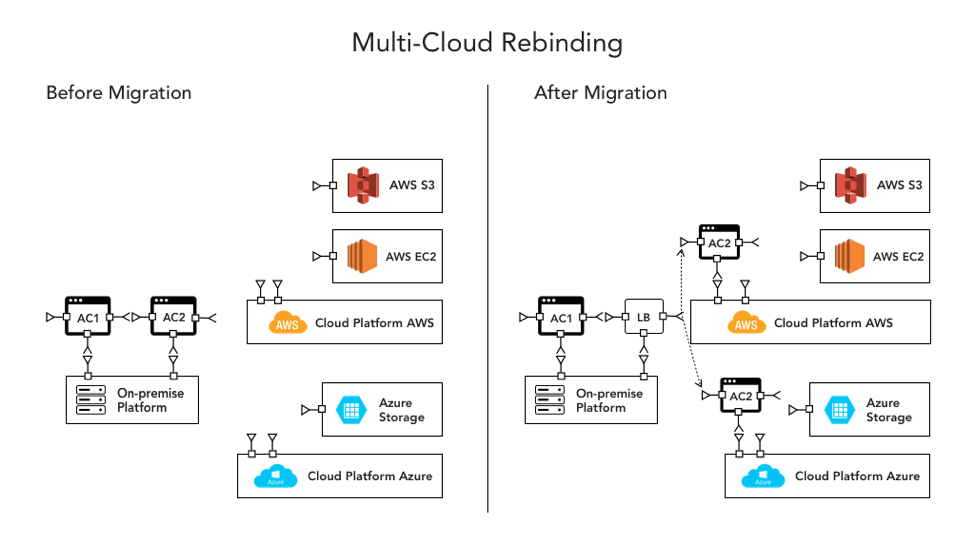 Multi-Cloud Rebinding
Before Migration
AWS S3
AWS EC2
AC1
AC2
AWS
Cloud Platform AWS
On-premise
Platform
Azure
Storage
Azure
Cloud Platform Azure
After Migration
AWS S3
AC2
AWS EC2
AC1
LB
AWS
Cloud Platform AWS
On-premise
Platform
AC2
Azure
Storage
Azure
Cloud Platform Azure